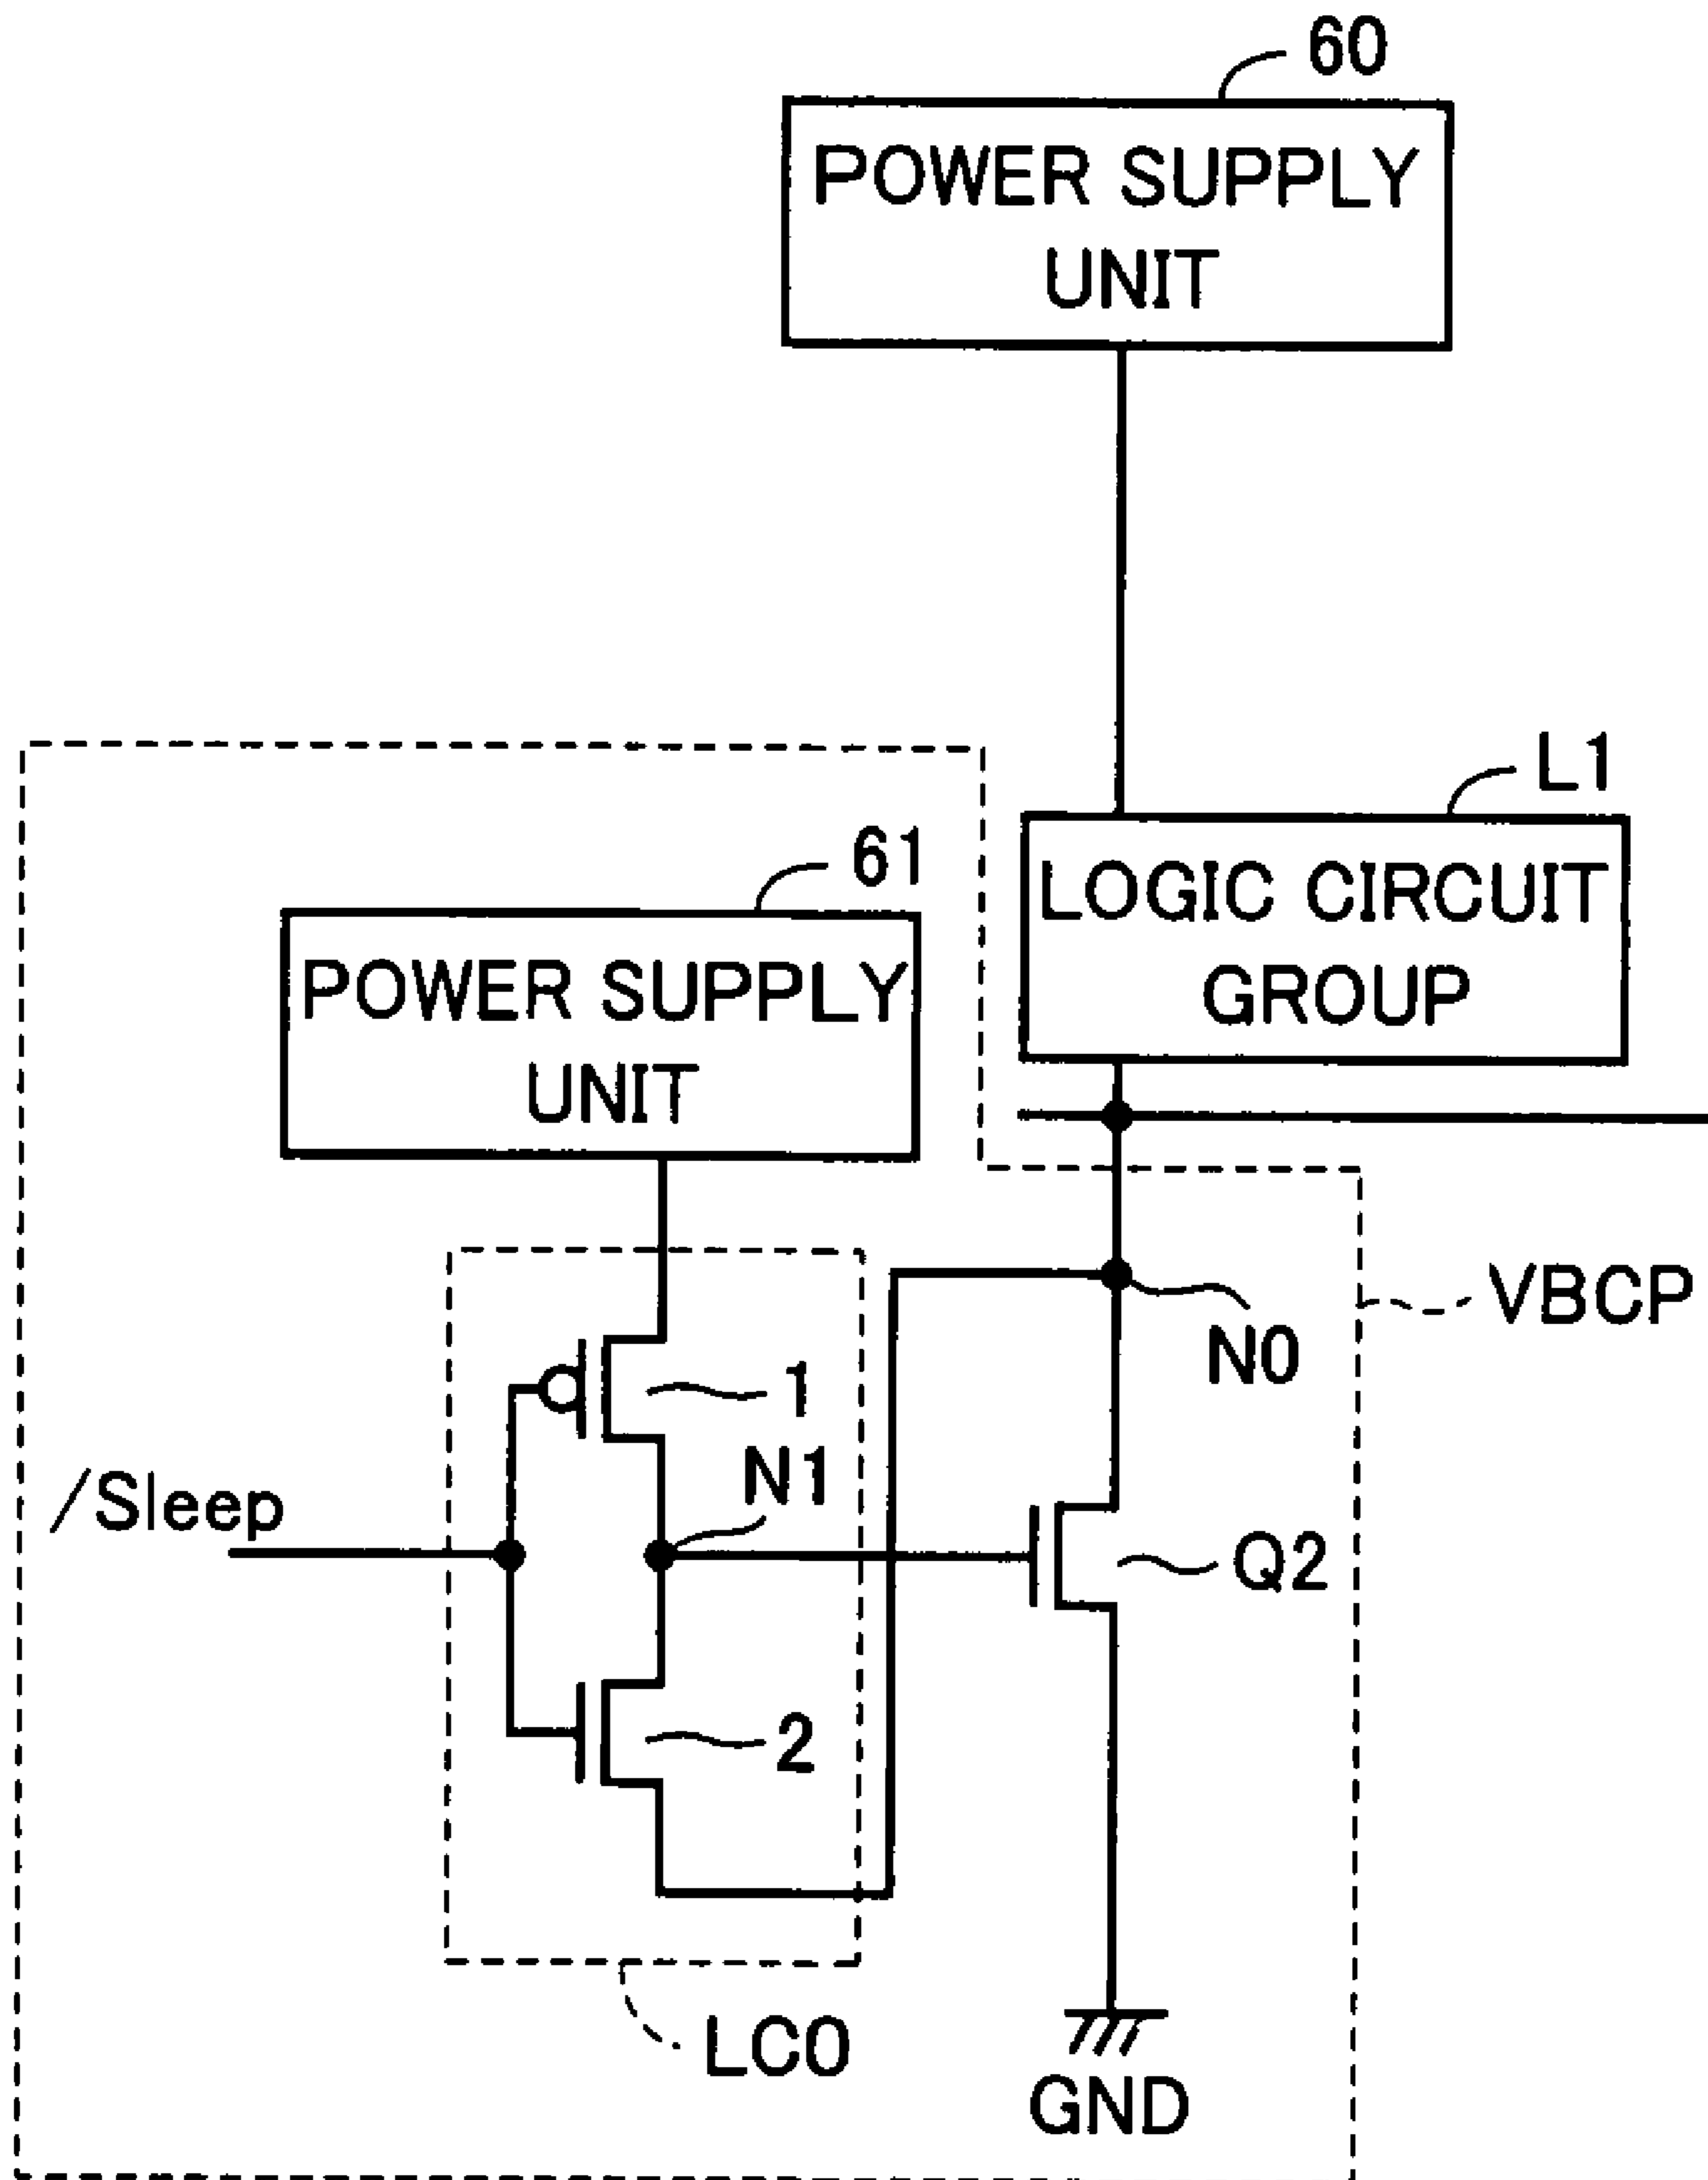 60
POWER SUPPLY
UNIT
L1
LOGIC CIRCUIT
GROUP
61
POWER SUPPLY
UNIT
VBCP
N0
1
N1
/Sleep
Q2
2
LC0
GND